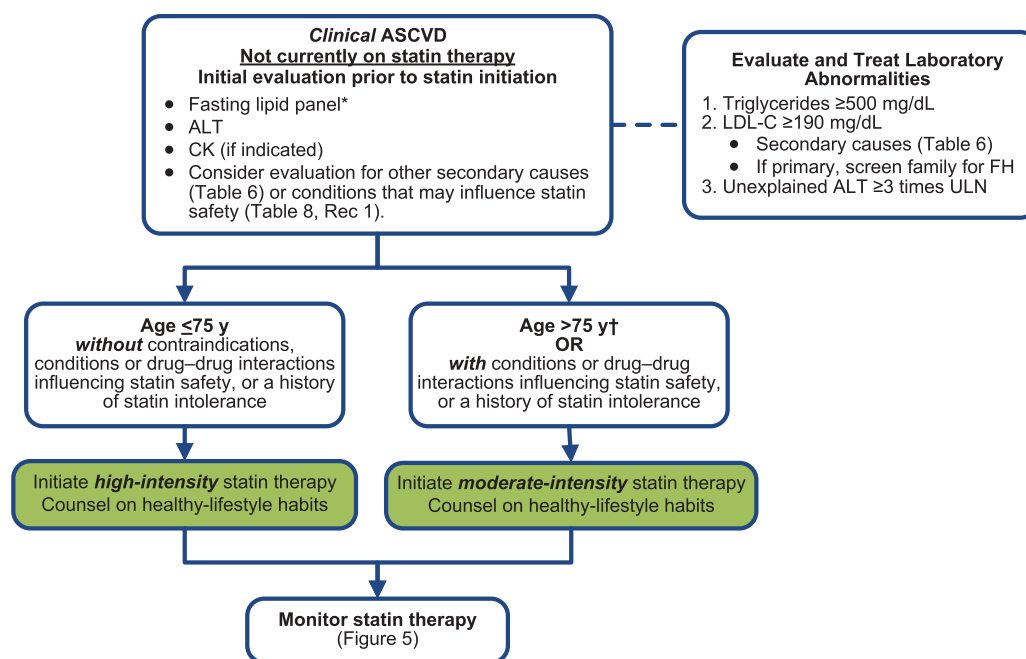 Clinical ASCVD
Not currently on statin therapy
Initial evaluation prior to statin initiation
● Fasting lipid panel*
● ALT
● CK (if indicated)
● Consider evaluation for other secondary causes
(Table 6) or conditions that may influence statin
safety (Table 8, Rec 1).
Evaluate and Treat Laboratory
Abnormalities
1. Triglycerides ≥500 mg/dL
2. LDL-C ≥190 mg/dL
● Secondary causes (Table 6)
● If primary, screen family for FH
3. Unexplained ALT ≥3 times ULN
Age ≤75 y
without contraindications,
conditions or drug–drug interactions
influencing statin safety, or a history
of statin intolerance
Age >75 y†
OR
with conditions or drug–drug
interactions influencing statin safety,
or a history of statin intolerance
Initiate high-intensity statin therapy
Counsel on healthy-lifestyle habits
Initiate moderate-intensity statin therapy
Counsel on healthy-lifestyle habits
Monitor statin therapy
(Figure 5)